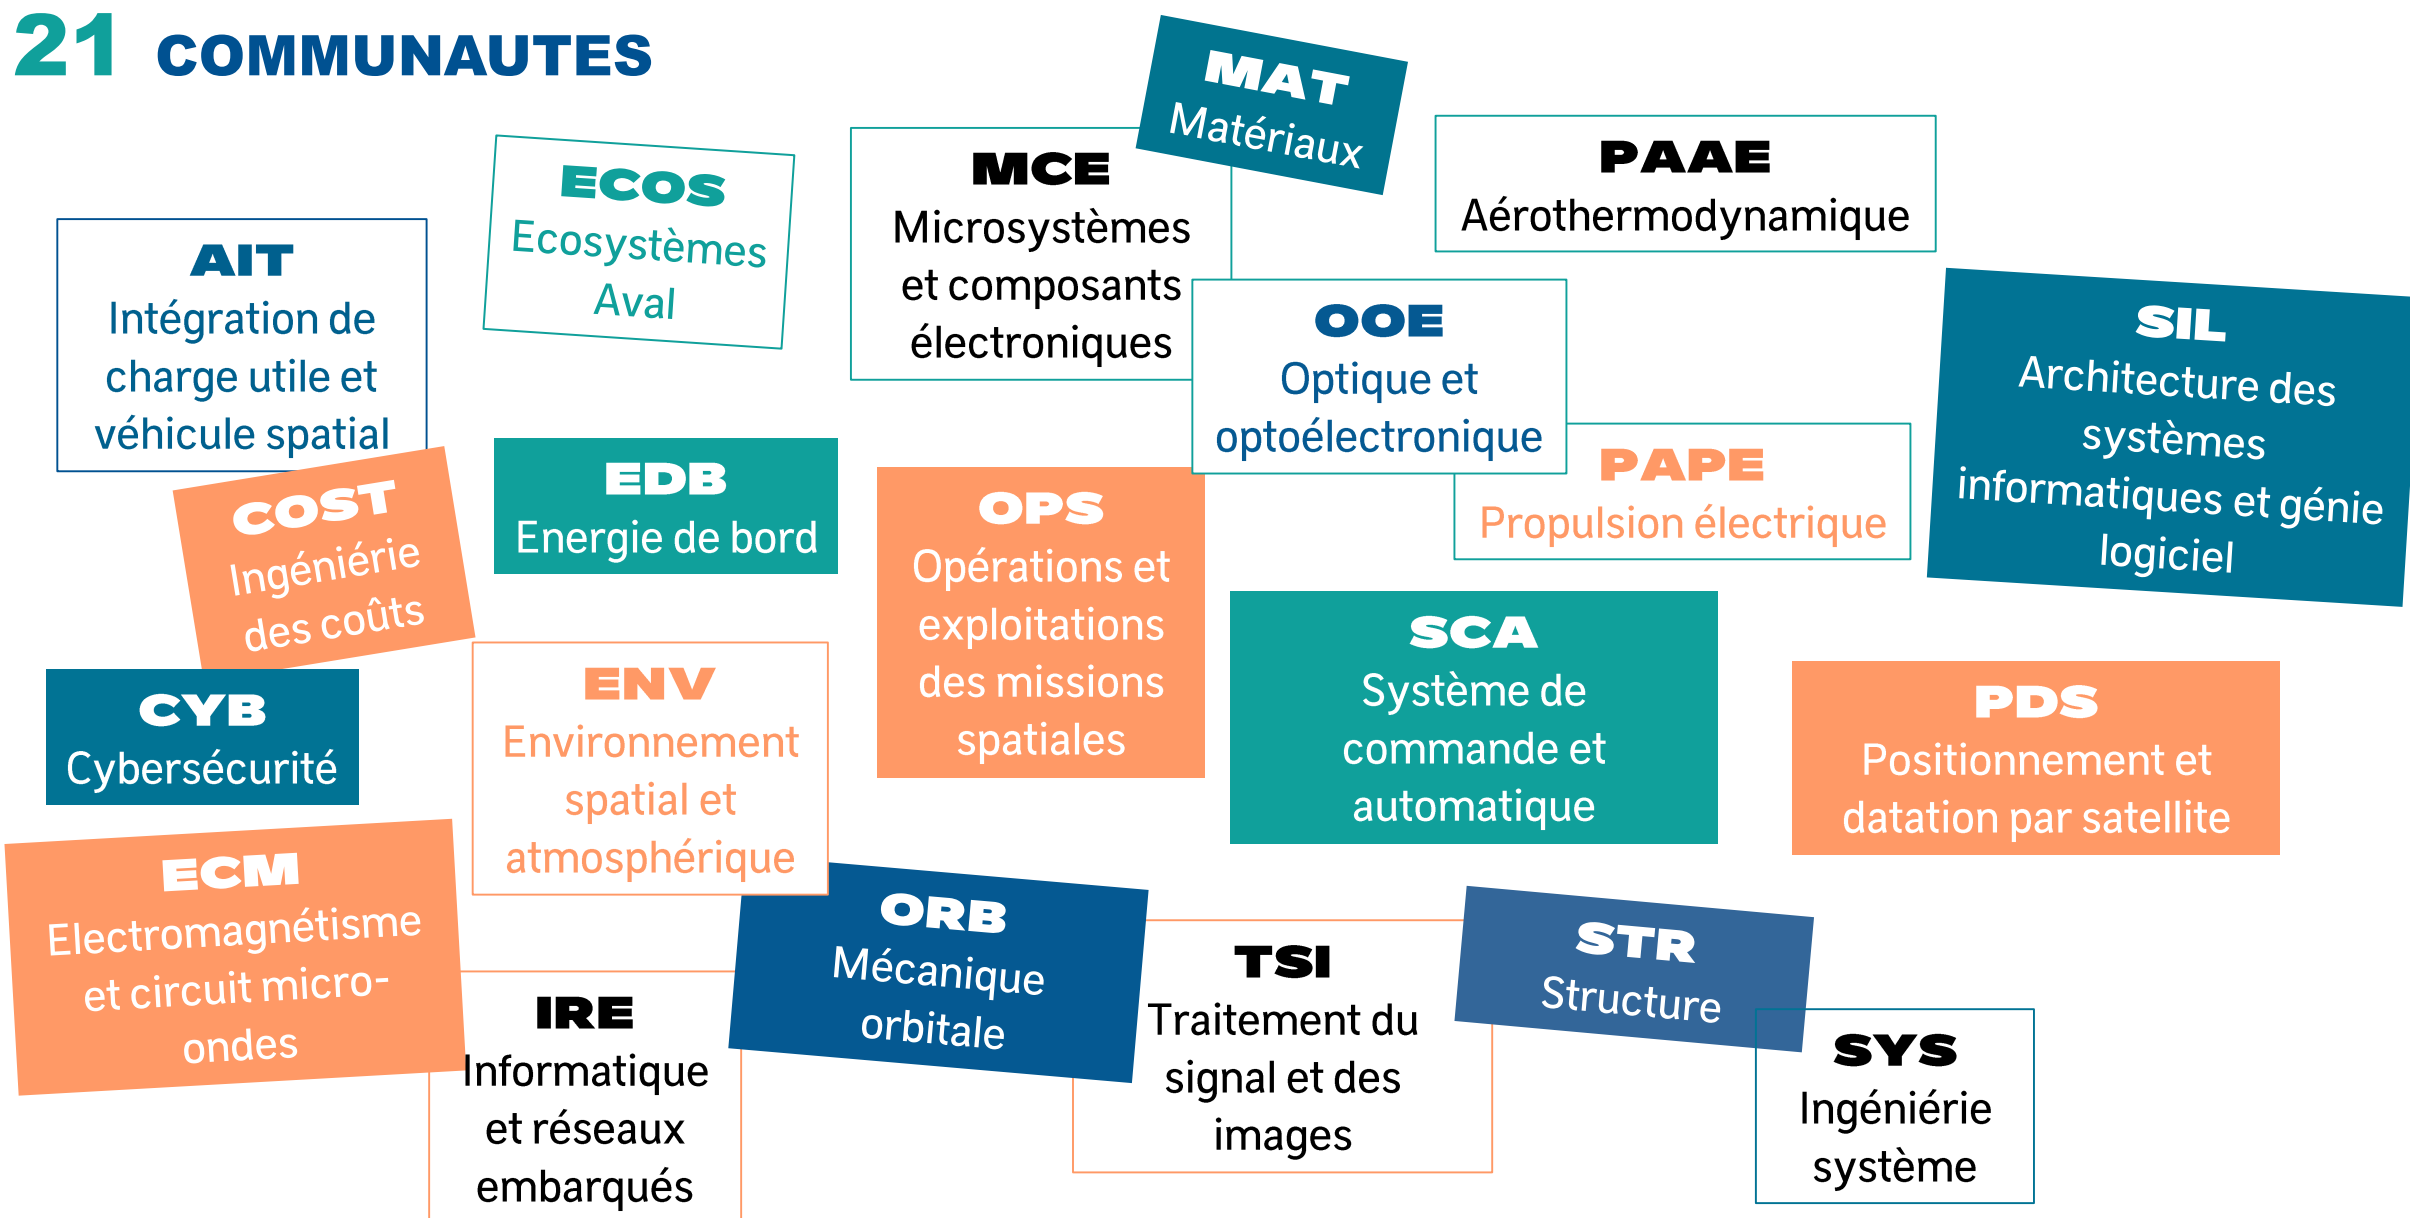 21 COMMUNAUTES
MAT
Matériaux
PAAE
Aérothermodynamique
ECOS
Ecosystèmes
Aval
MCE
Microsystèmes
et composants
électroniques
AIT
Intégration de
charge utile et
véhicule spatial
OOE
Optique et
optoélectronique
SIL
Architecture des
systèmes
informatiques et génie
logiciel
COST
Ingéniérie
des coûts
EDB
Energie de bord
OPS
Opérations et
exploitations
des missions
spatiales
PAPE
Propulsion électrique
CYB
Cybersécurité
ENV
Environnement
spatial et
atmosphérique
SCA
Système de
commande et
automatique
PDS
Positionnement et
datation par satellite
ECM
Electromagnétisme
et circuit micro-
ondes
IRE
Informatique
et réseaux
embarqués
ORB
Mécanique
orbitale
TSI
Traitement du
signal et des
images
STR
Structure
SYS
Ingéniérie
système